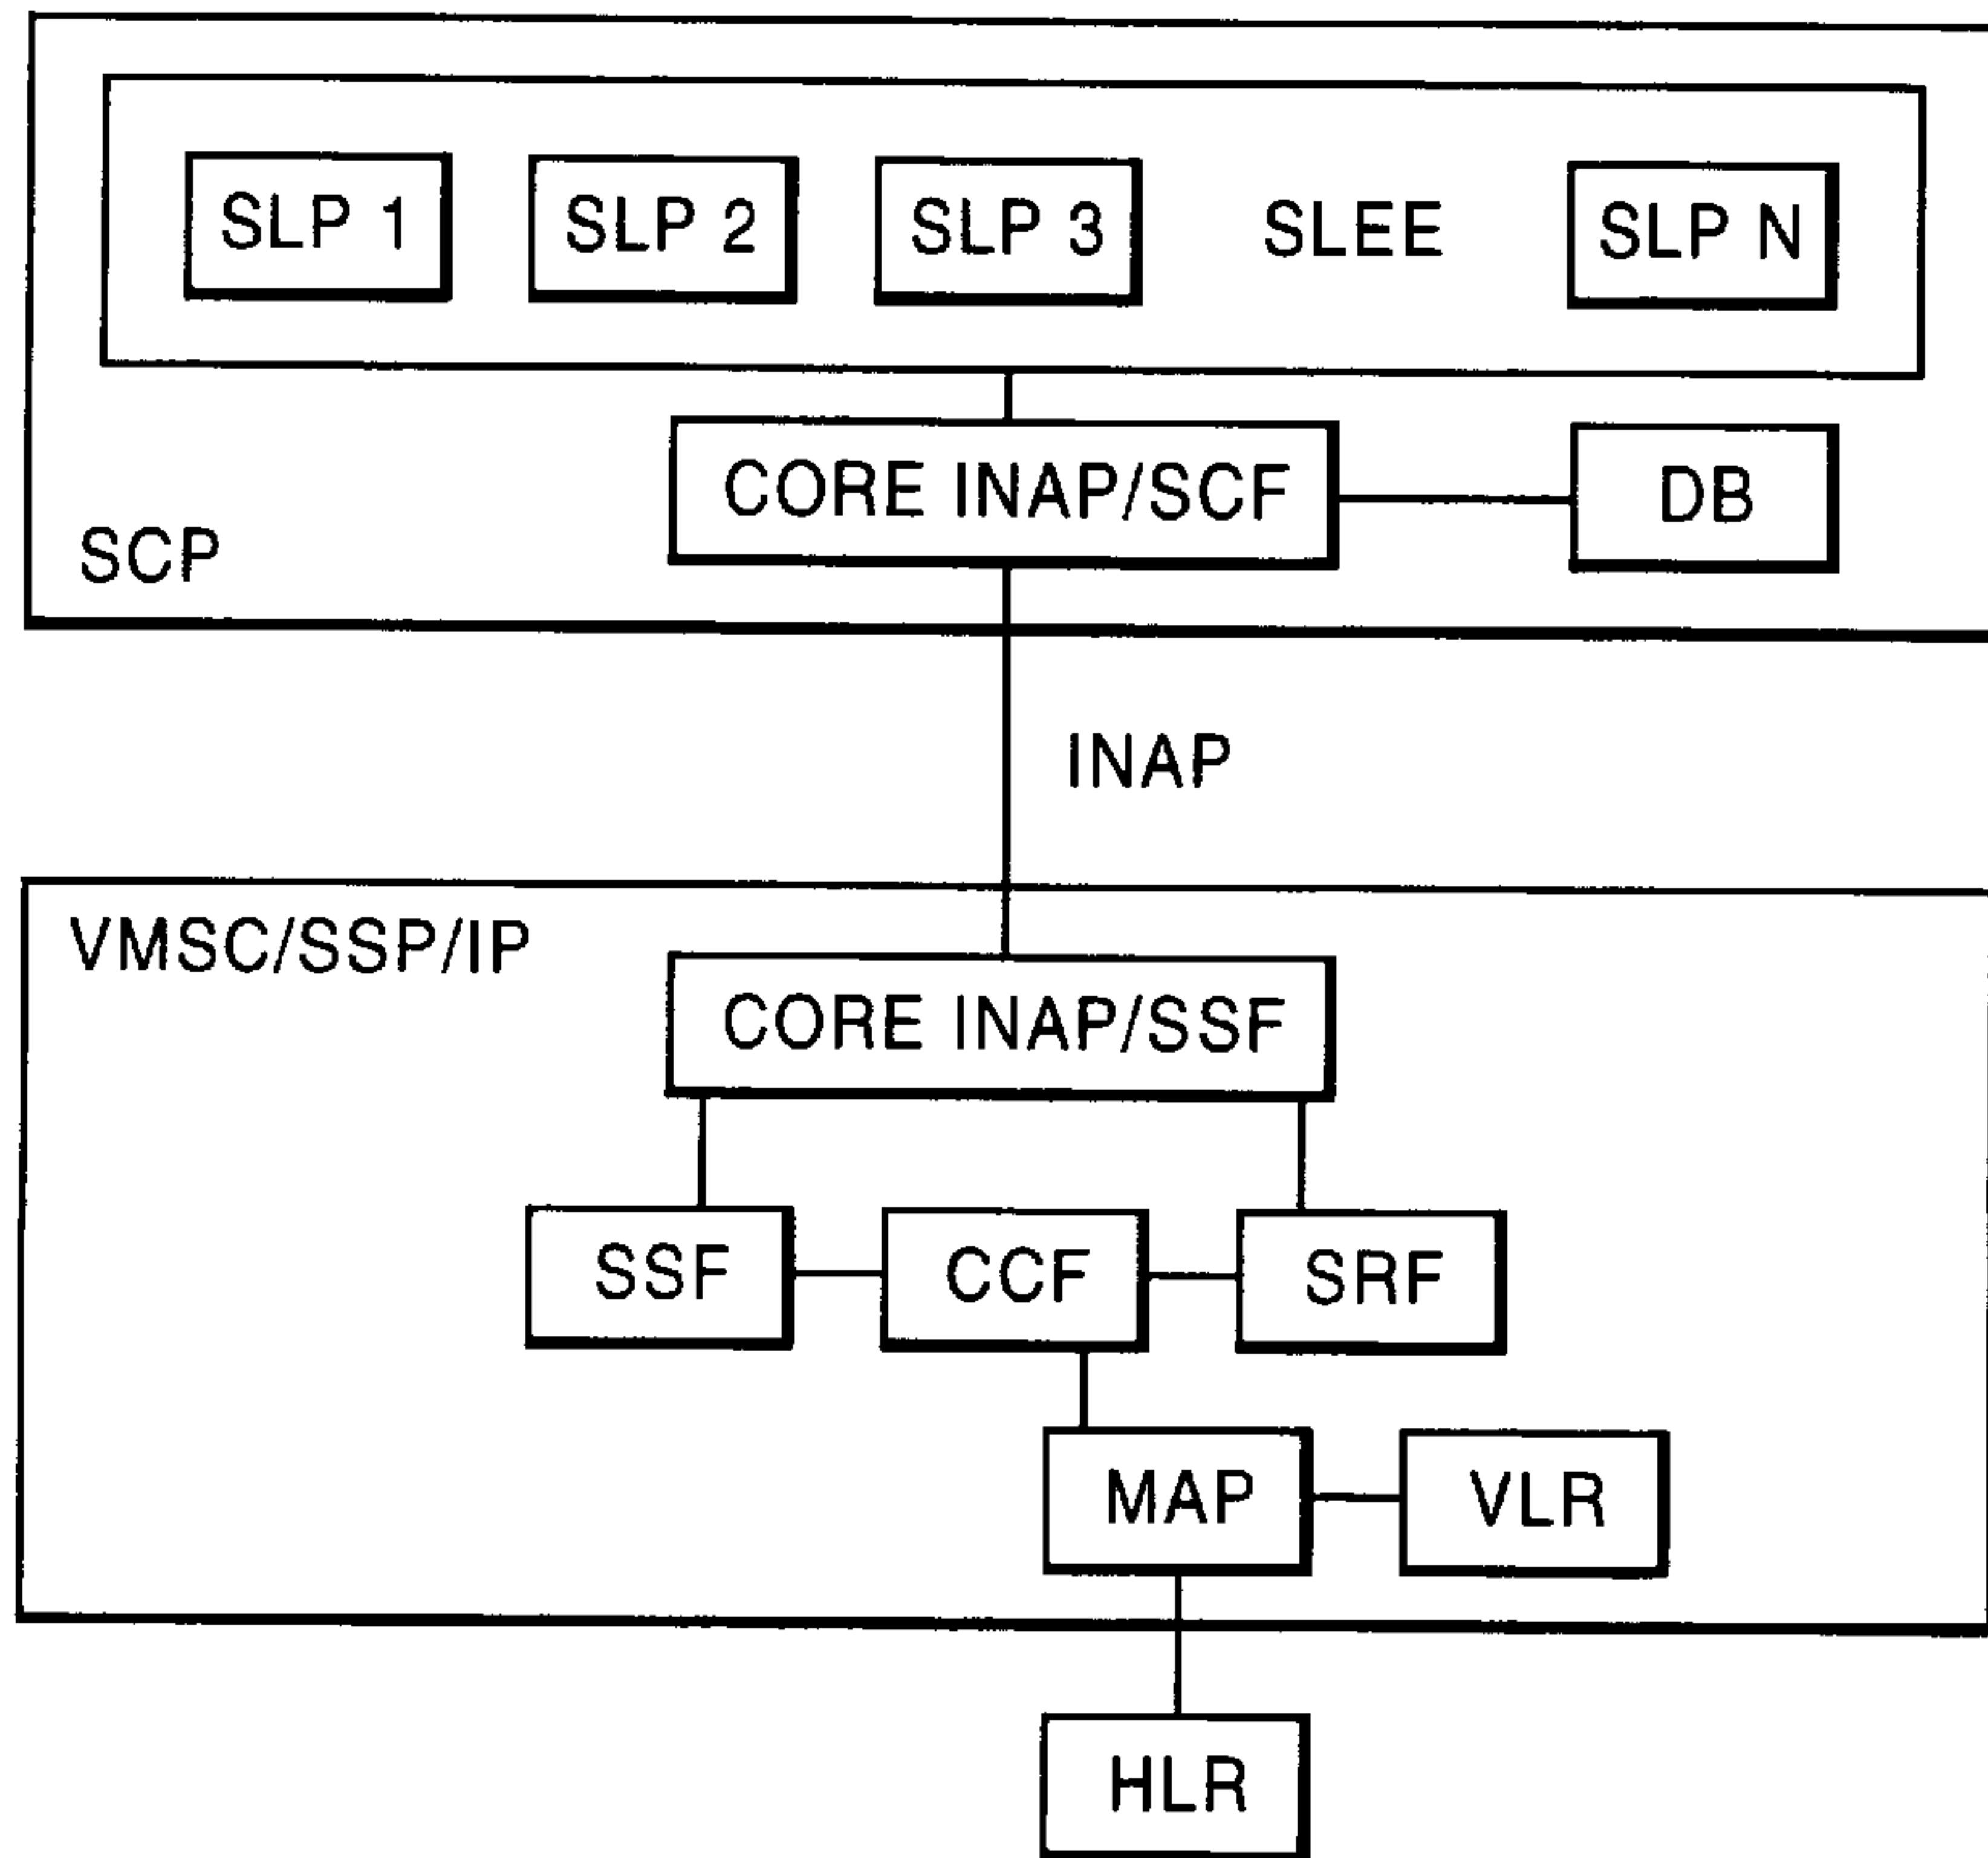 SLP 1
SLP 2
SLP 3
SLEE
SLP N
CORE INAP/SCF
DB
SCP
INAP
VMSC/SSP/IP
CORE INAP/SSF
SSF
CCF
SRF
MAP
VLR
HLR